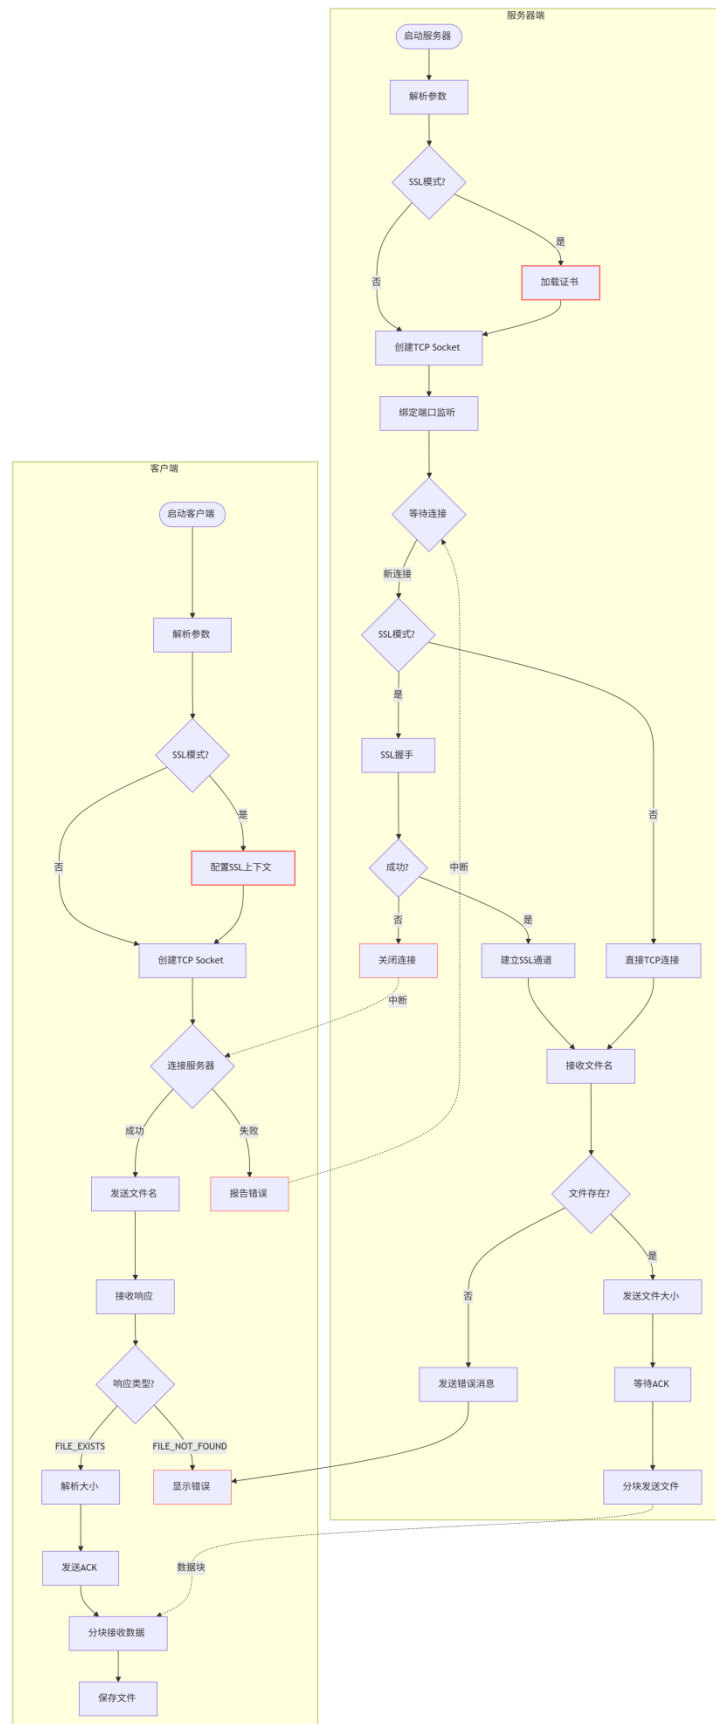 服务器端
启动服务器
解析参数
SSL模式?
是
否
加载证书
创建TCP Socket
绑定端口监听
等待连接
新连接
SSL模式?
是
否
SSL握手
成功?
中断
否
是
关闭连接
建立SSL通道
直接TCP连接
中断
接收文件名
文件存在?
是
否
发送文件大小
发送错误消息
等待ACK
分块发送文件
客户端
启动客户端
解析参数
SSL模式?
是
否
配置SSL上下文
创建TCP Socket
连接服务器
成功
失败
发送文件名
报告错误
接收响应
响应类型?
FILE_EXISTS
FILE_NOT_FOUND
解析大小
显示错误
发送ACK
数据块
分块接收数据
保存文件